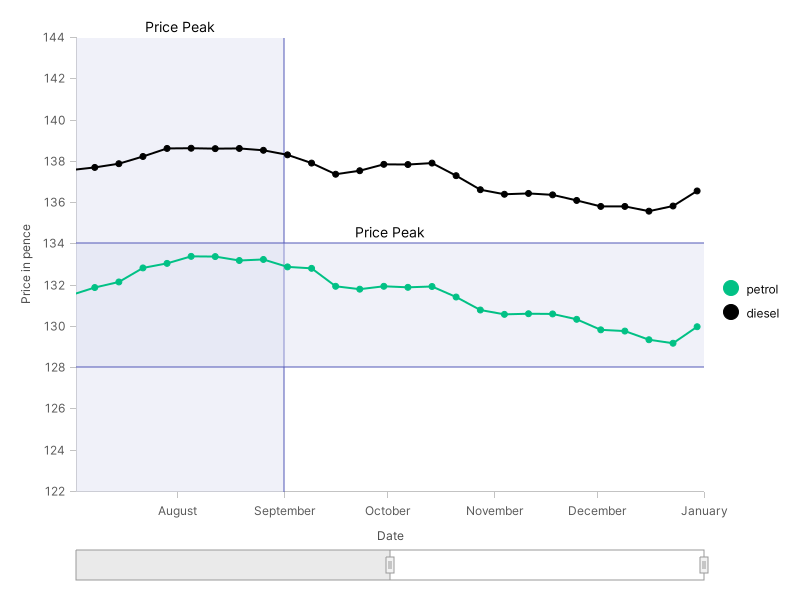 Price Peak
144
142
140
138
136
134
132
130
128
126
124
122
Price in pence
Price Peak
petrol
diesel
August September October November December January
Date